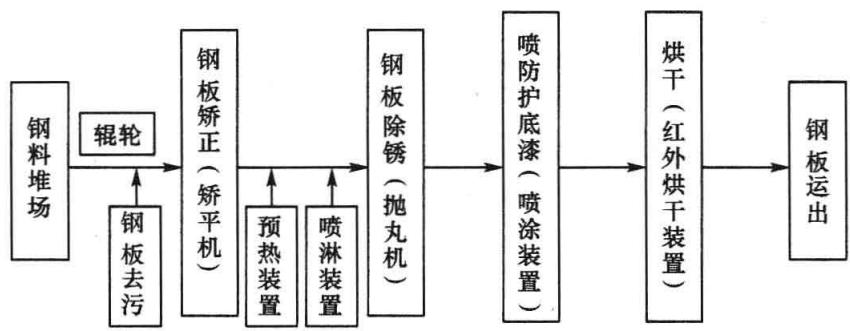 钢料堆场
辊轮
钢板去污
钢板矫正(矫平机)
预热装置
喷淋装置
钢板除锈(抛丸机)
喷防护底漆(喷涂装置)
烘干(红外烘干装置)
钢板运出